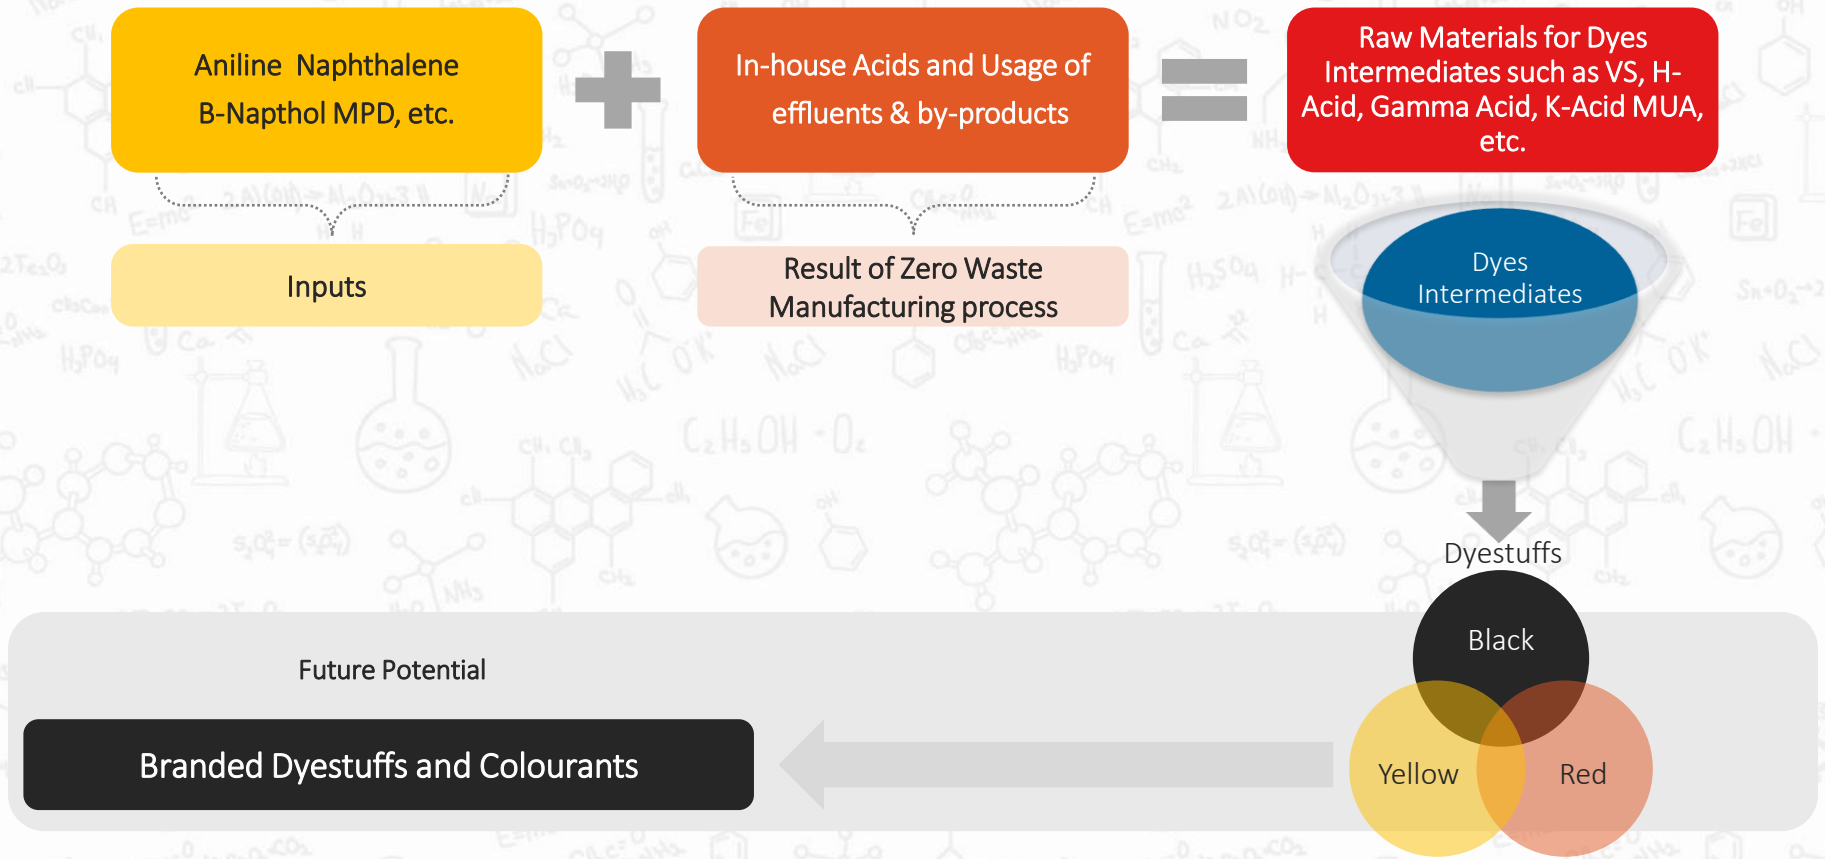 Aniline Naphthalene
B-Napthol MPD, etc.
In-house Acids and Usage of
effluents & by-products
Raw Materials for Dyes
Intermediates such as VS, H-
Acid, Gamma Acid, K-Acid MUA,
etc.
Inputs
Result of Zero Waste
Manufacturing process
Dyes
Intermediates
Dyestuffs
Black
Yellow
Red
Future Potential
Branded Dyestuffs and Colourants